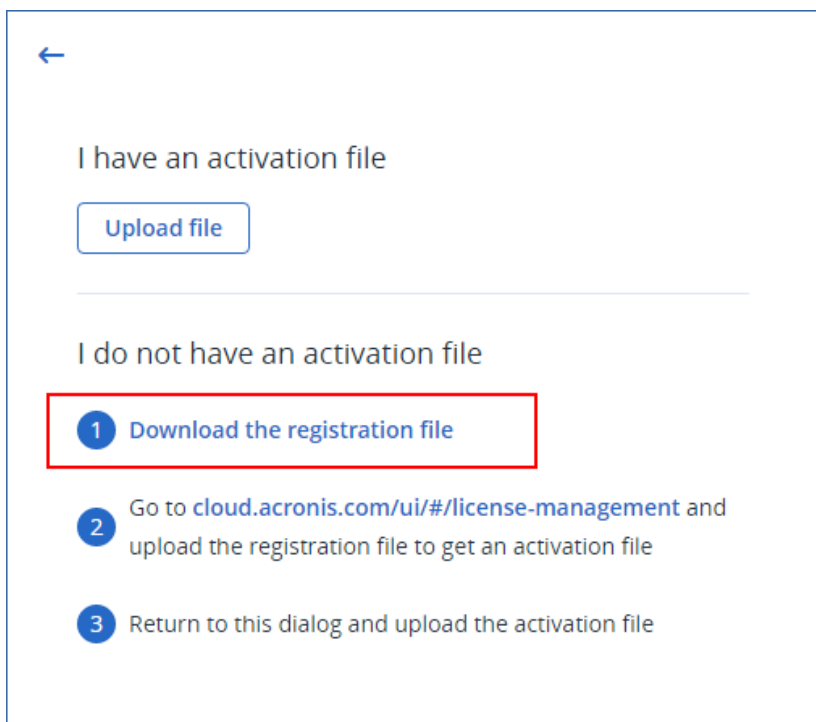 I have an activation file
Upload file
I do not have an activation file
1 Download the registration file
2 Go to cloud.acronis.com/ui/#/license-management and
upload the registration file to get an activation file
3 Return to this dialog and upload the activation file